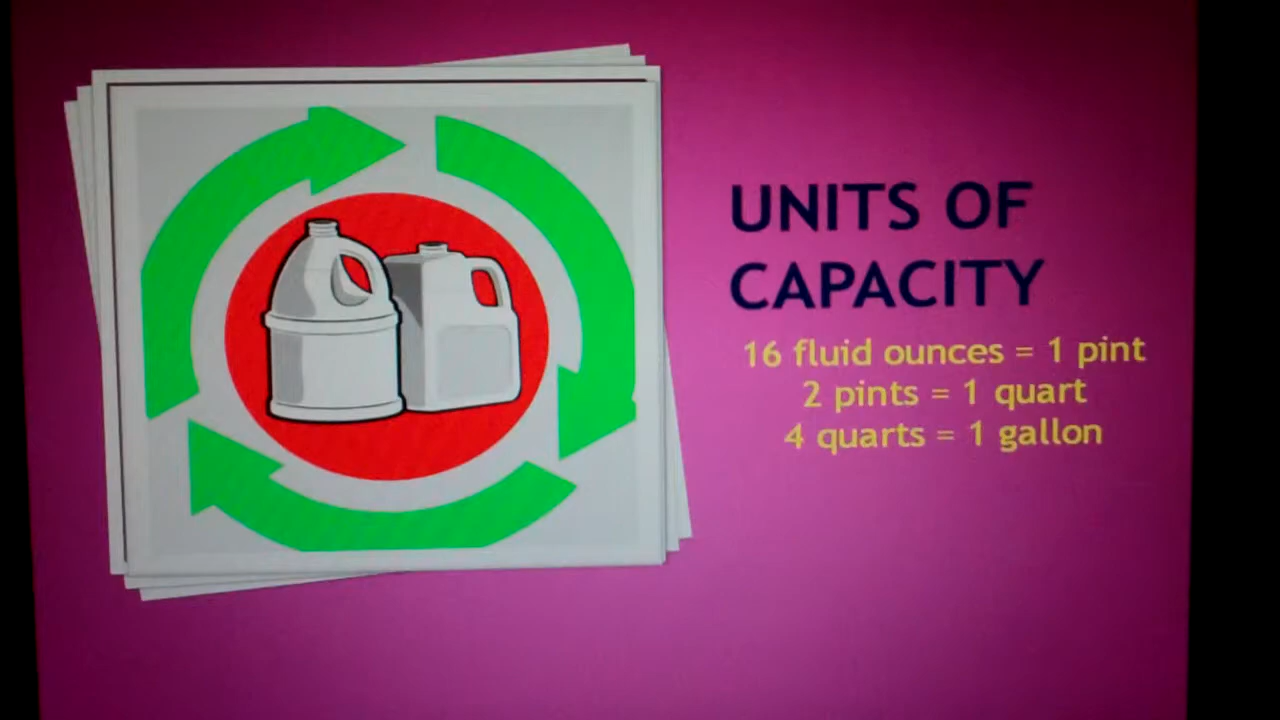 UNITS OF
CAPACITY
16 fluid ounces = 1 pint
2 pints = 1 quart
4 quarts = 1 gallon